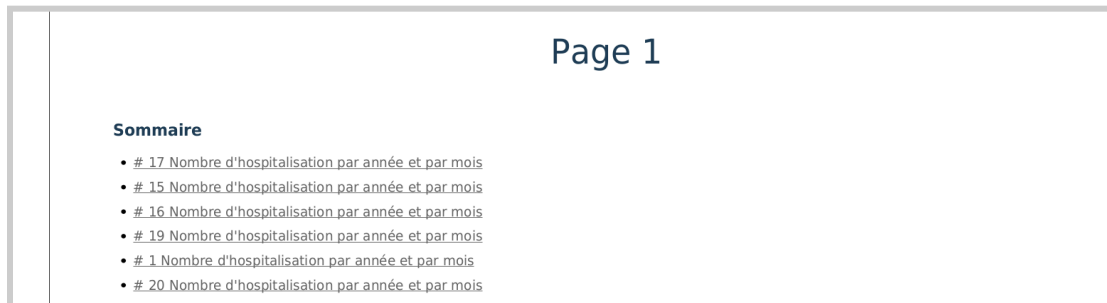 Page 1
Sommaire
• # 17 Nombre d'hospitalisation par année et par mois
• # 15 Nombre d'hospitalisation par année et par mois
• # 16 Nombre d'hospitalisation par année et par mois
• # 19 Nombre d'hospitalisation par année et par mois
• # 1 Nombre d'hospitalisation par année et par mois
• # 20 Nombre d'hospitalisation par année et par mois